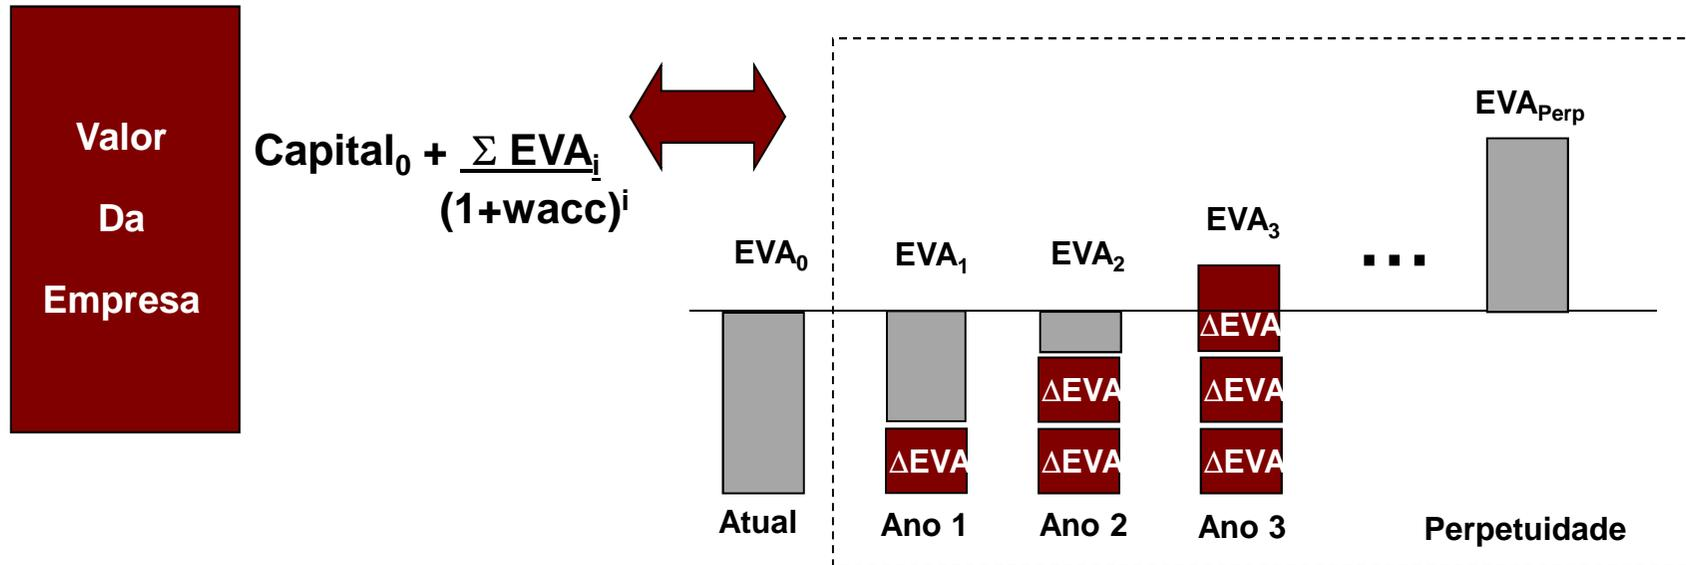 Valor
Da
Empresa
Capital₀ + Σ EVAᵢ
(1+wacc)ⁱ
EVA₀
EVA₁
EVA₂
EVA₃
...
EVA_Perp
ΔEVA
ΔEVA
ΔEVA
ΔEVA
ΔEVA
ΔEVA
Atual
Ano 1
Ano 2
Ano 3
Perpetuidade